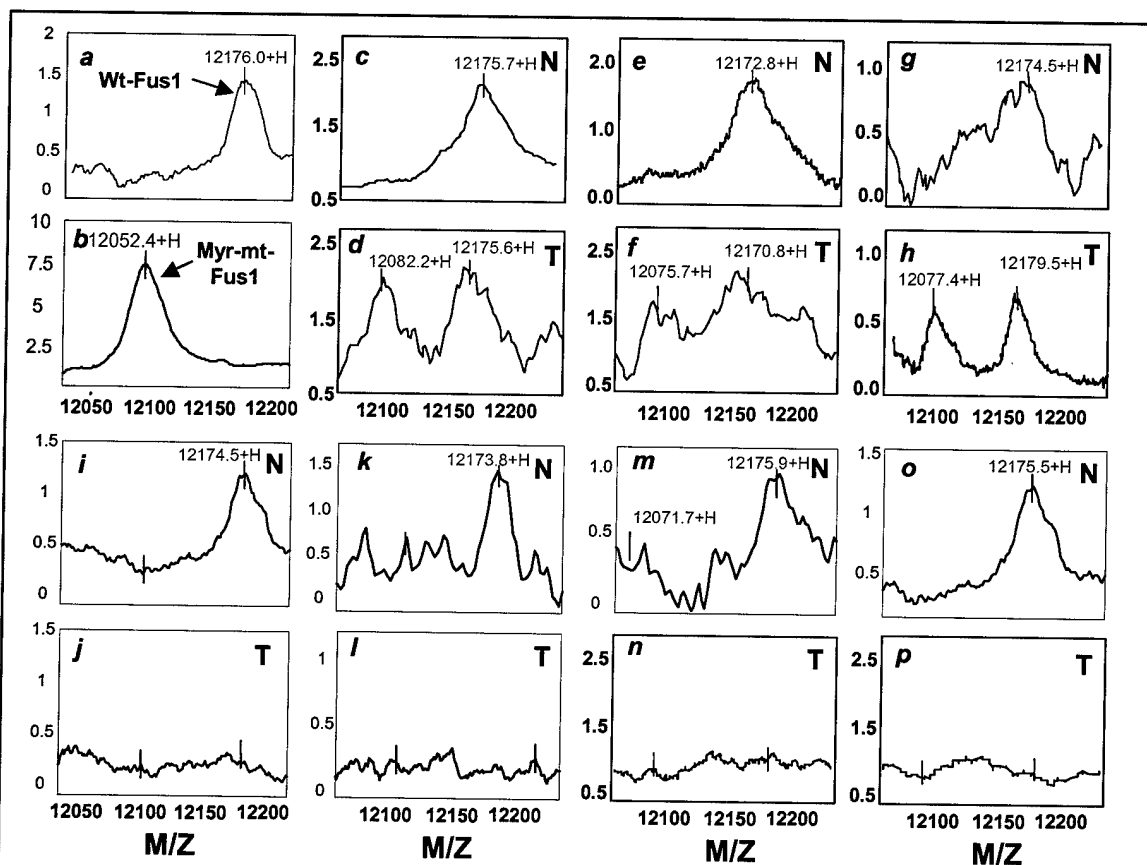 a
Wt-Fus1
12176.0+H
2
1.5
1
0.5
0
c
12175.7+H
N
2.5
1.5
0.5
e
12172.8+H
N
2.0
1.0
0.0
g
12174.5+H
N
1.0
0.5
0.0
b
12052.4+H
Myr-mt-
Fus1
10
7.5
5
2.5
12050 12100 12150 12200
d
12082.2+H
12175.6+H
T
2.5
1.5
0.5
12100 12150 12200
f
12075.7+H
12170.8+H
T
2.5
1.5
0.5
12100 12150 12200
h
12077.4+H
12179.5+H
T
1.0
0.5
0.0
12100 12150 12200
i
12174.5+H
N
1.5
1
0.5
0
k
12173.8+H
N
1.5
1.0
0.5
0
m
12071.7+H
12175.9+H
N
1.0
0.5
0
o
12175.5+H
N
1.5
1
0.5
j
T
1.5
1
0.5
0
12050 12100 12150 12200
M/Z
l
T
1
0.5
0
12100 12150 12200
M/Z
n
T
2.5
1.5
0.5
12100 12150 12200
M/Z
p
T
2.5
1.5
0.5
12100 12150 12200
M/Z